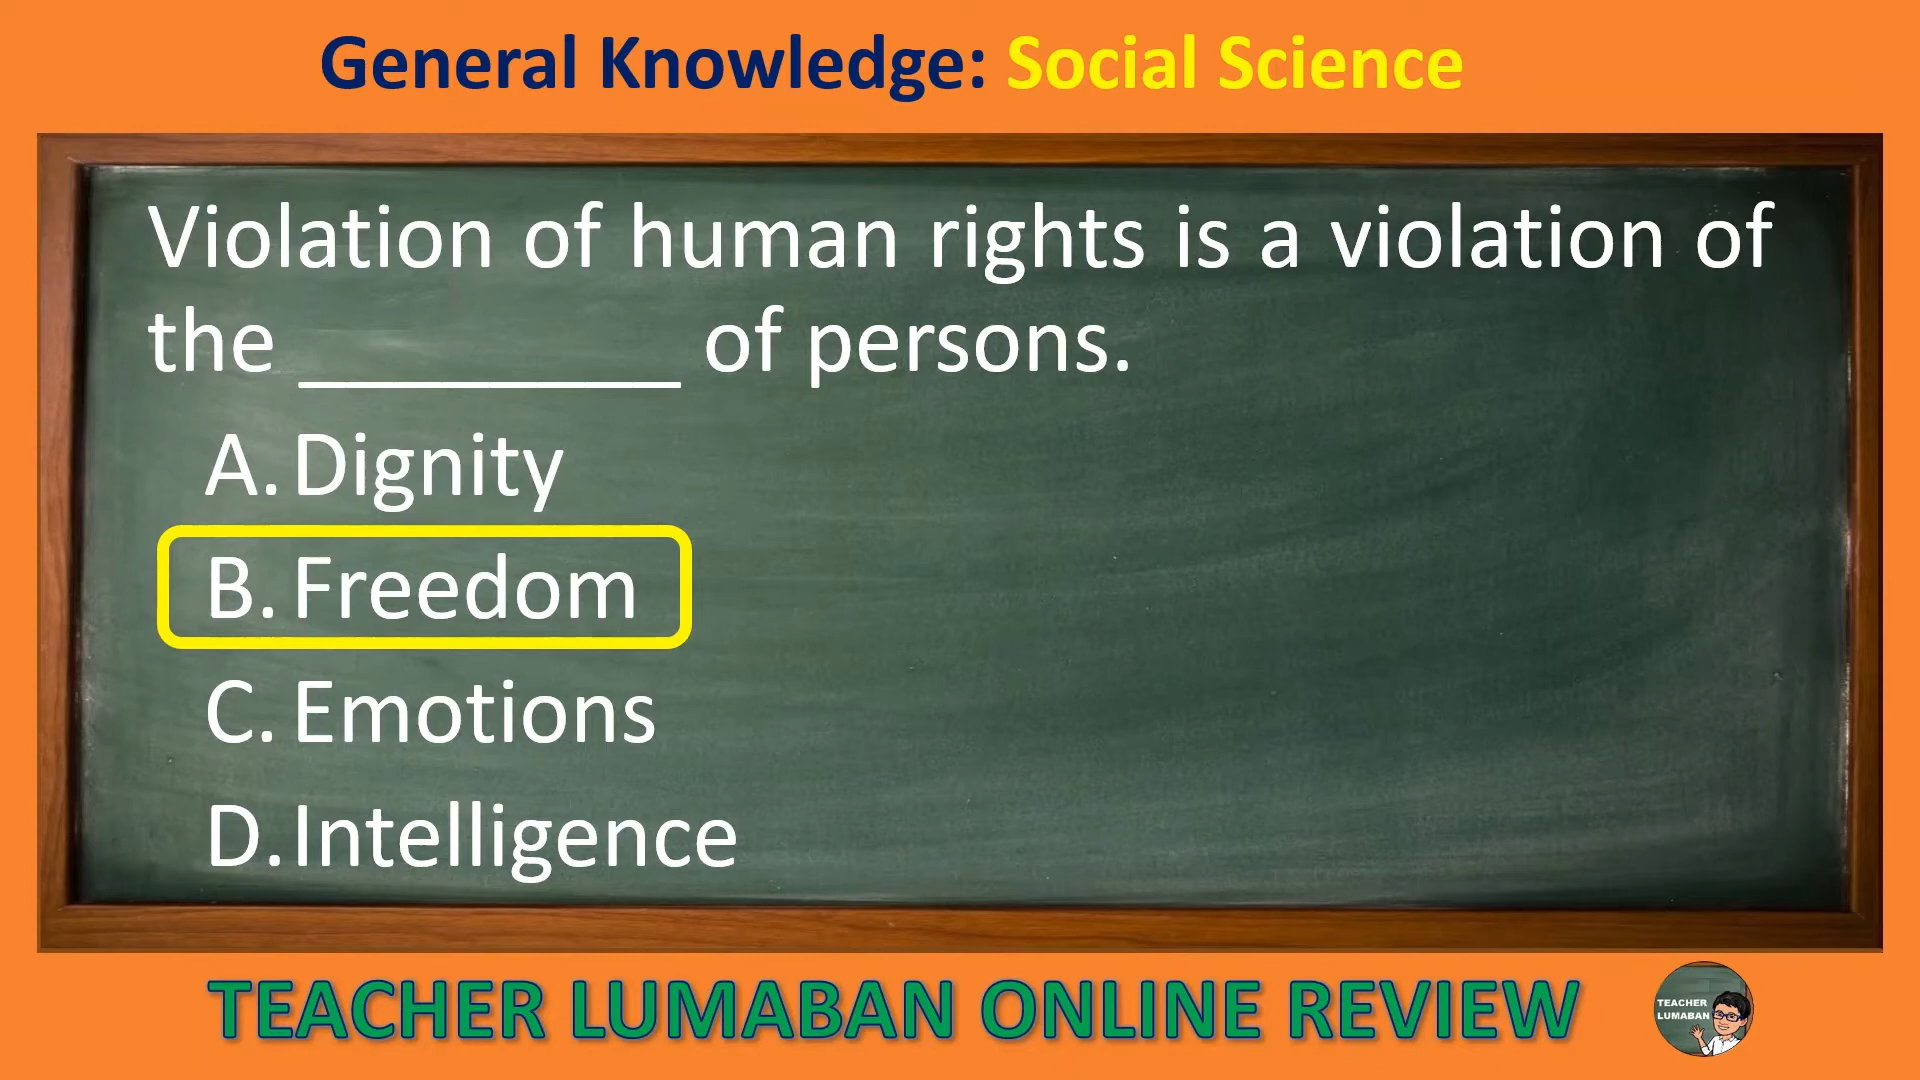 General Knowledge: Social Science
Violation of human rights is a violation of
the ________ of persons.
A. Dignity
B. Freedom
C. Emotions
D. Intelligence
TEACHER LUMABAN ONLINE REVIEW
TEACHER
LUMABAN